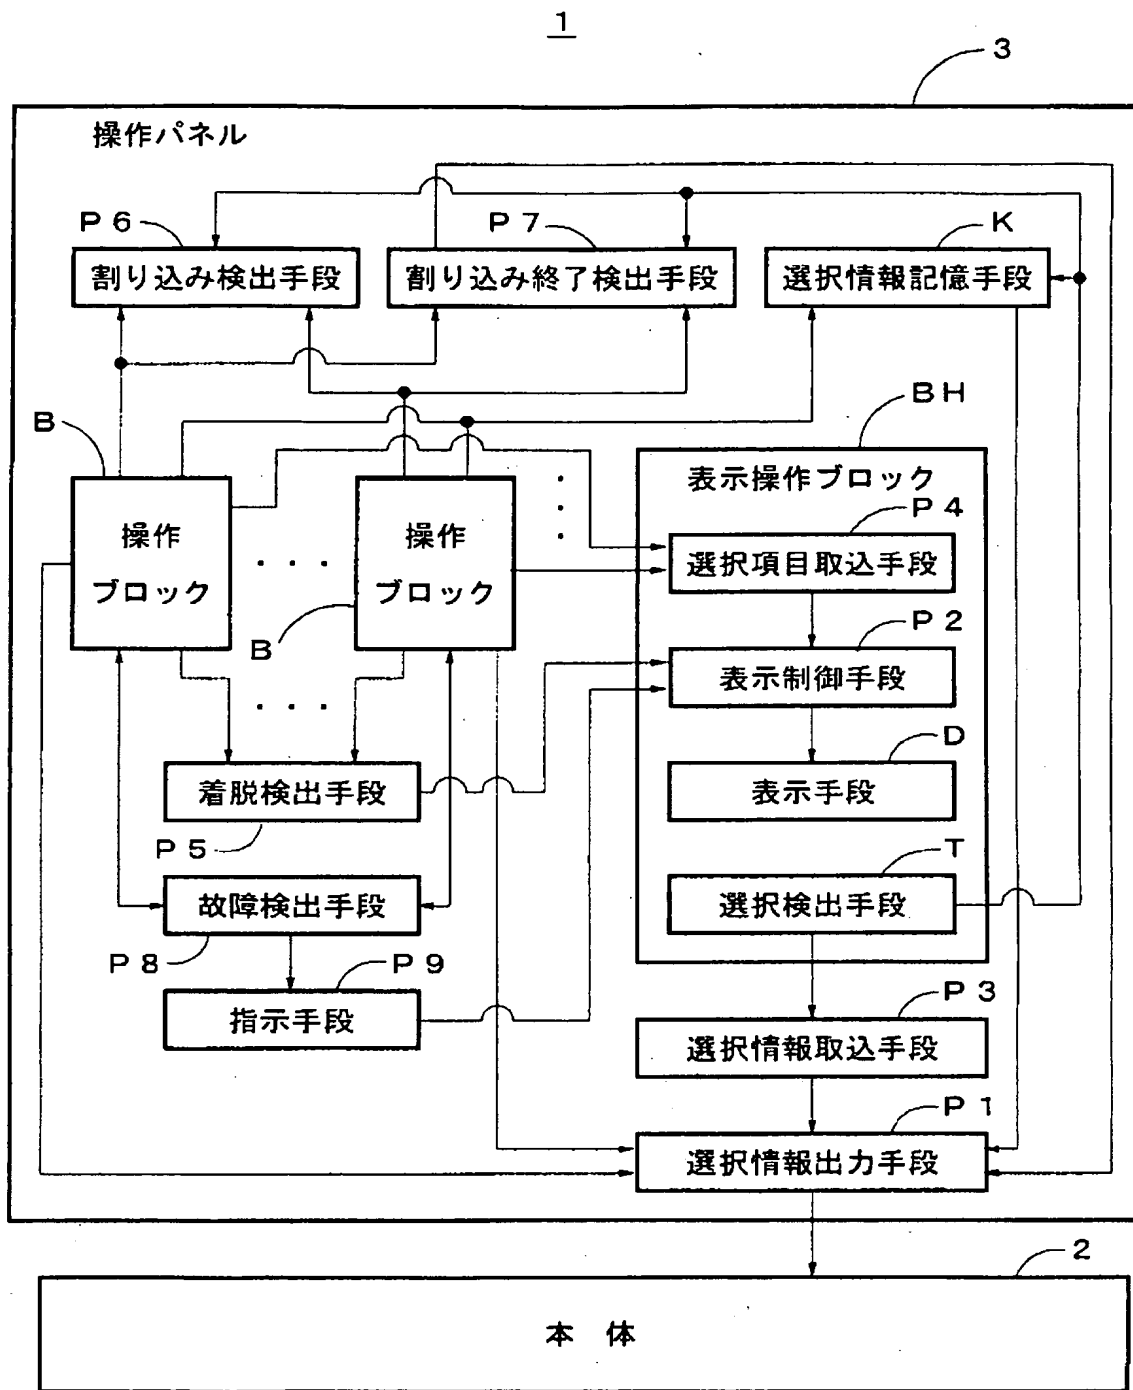 1
3
操作パネル
P6
P7
K
割り込み検出手段
割り込み終了検出手段
選択情報記憶手段
BH
B
表示操作ブロック
操作
ブロック
・・・
操作
ブロック
B
P4
選択項目取込手段
P2
表示制御手段
・・・
D
着脱検出手段
表示手段
P5
T
故障検出手段
選択検出手段
P8
P9
P3
指示手段
選択情報取込手段
P1
選択情報出力手段
2
本体